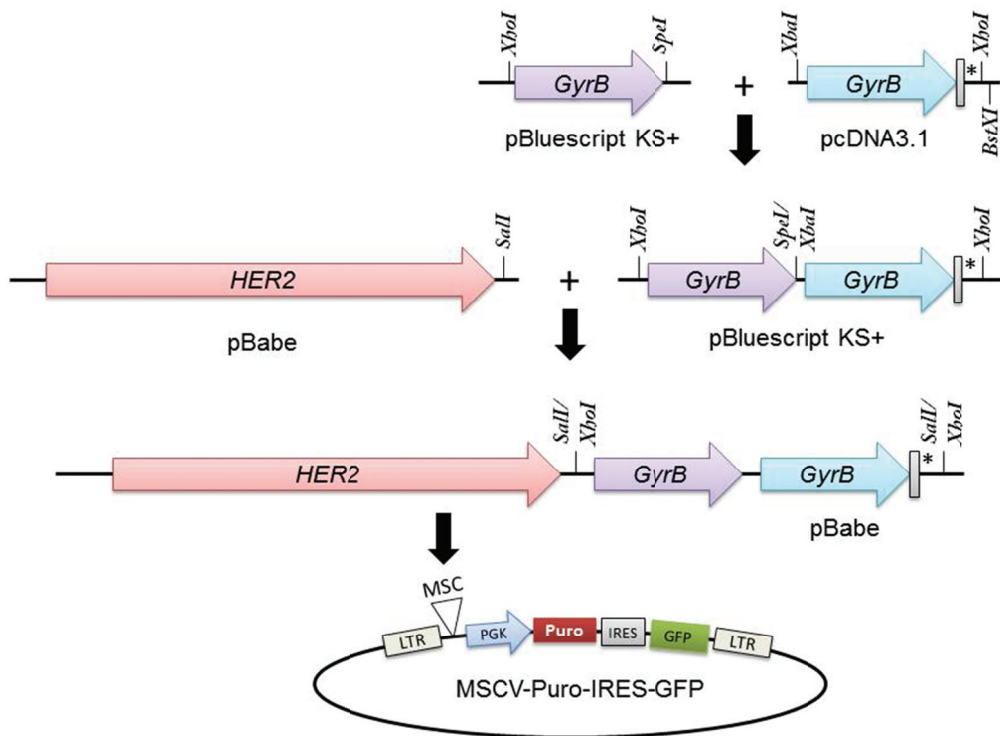 XhoI
SpeI
XbaI
XhoI
GyrB
+
GyrB
*
BstXI
pBluescript KS+
pcDNA3.1
SalI
XhoI
SpeI/
XbaI
XhoI
HER2
+
GyrB
GyrB
*
pBabe
pBluescript KS+
SalI/
XhoI
SalI/
XhoI
HER2
GyrB
GyrB
*
pBabe
MSC
LTR
PGK
Puro
IRES
GFP
LTR
MSCV-Puro-IRES-GFP